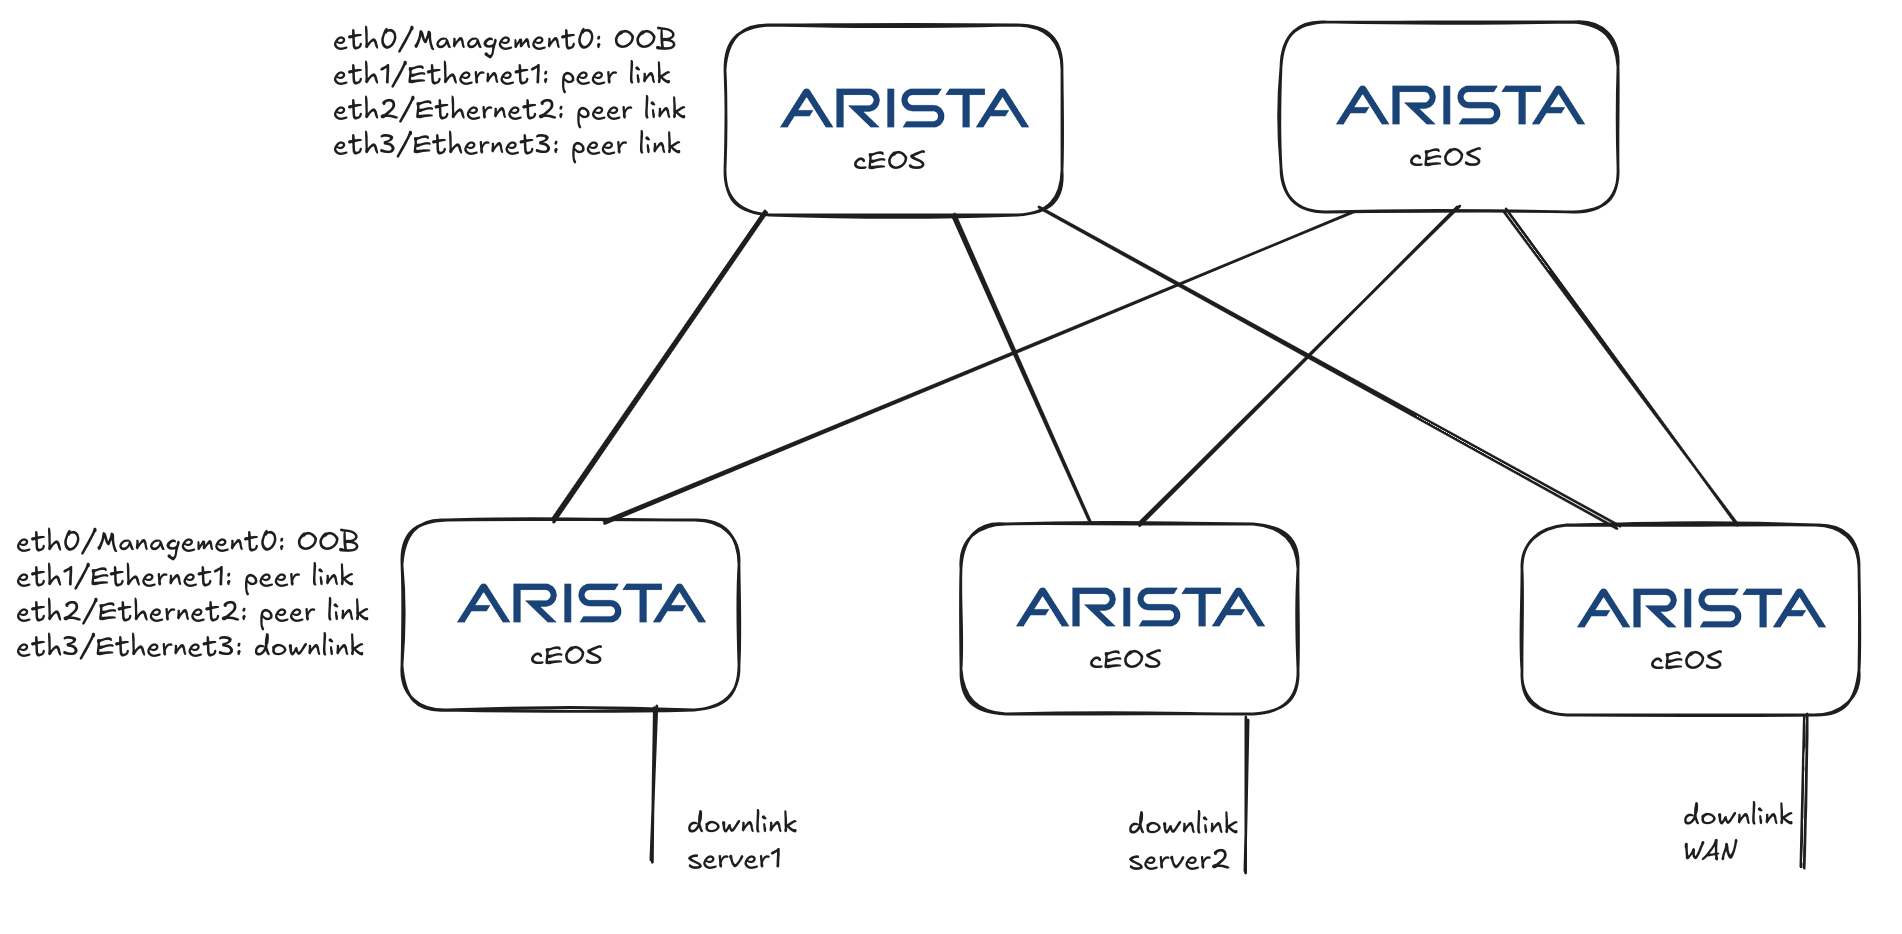 eth0/Management0: OOB
eth1/Ethernet1: peer link
eth2/Ethernet2: peer link
eth3/Ethernet3: peer link
ARISTA
cEOS
ARISTA
cEOS
eth0/Management0: OOB
eth1/Ethernet1: peer link
eth2/Ethernet2: peer link
eth3/Ethernet3: downlink
ARISTA
cEOS
ARISTA
cEOS
ARISTA
cEOS
downlink
server1
downlink
server2
downlink
WAN